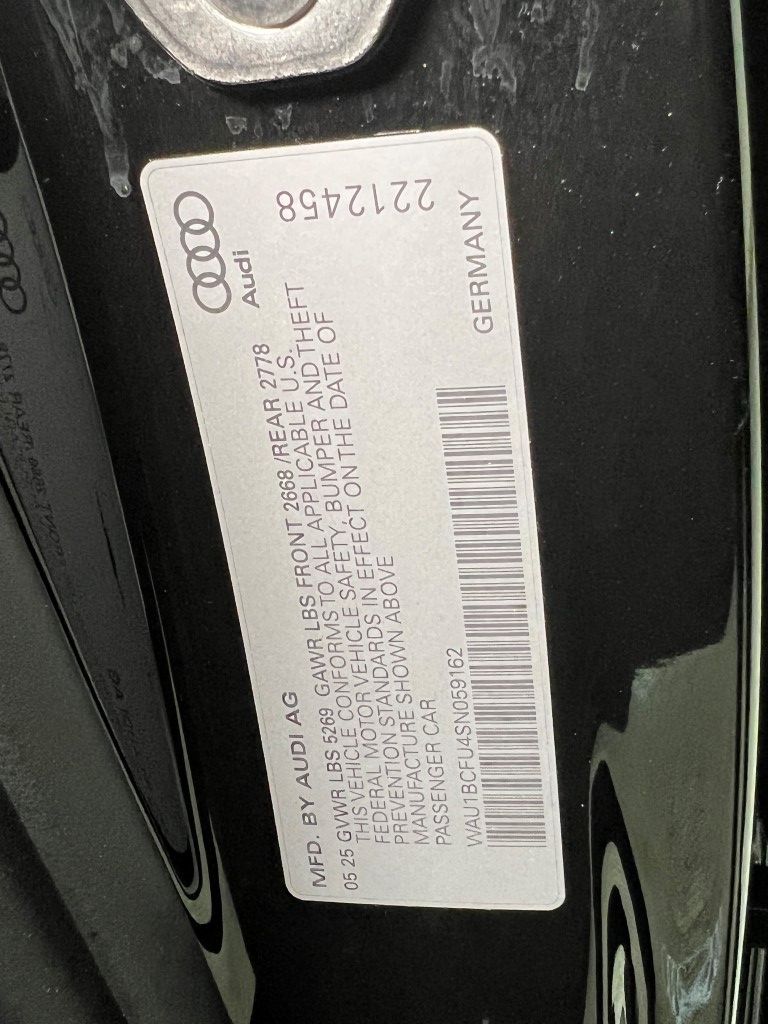 MFD. BY AUDI AG
05 25 GVWR LBS 5269 GAWR LBS FRONT 2668 /REAR 2778
THIS VEHICLE CONFORMS TO ALL APPLICABLE U.S.
FEDERAL MOTOR VEHICLE SAFETY, BUMPER AND THEFT
PREVENTION STANDARDS IN EFFECT ON THE DATE OF
MANUFACTURE SHOWN ABOVE
PASSENGER CAR
WAU1BCFU4SN059162
Audi
2212458
GERMANY